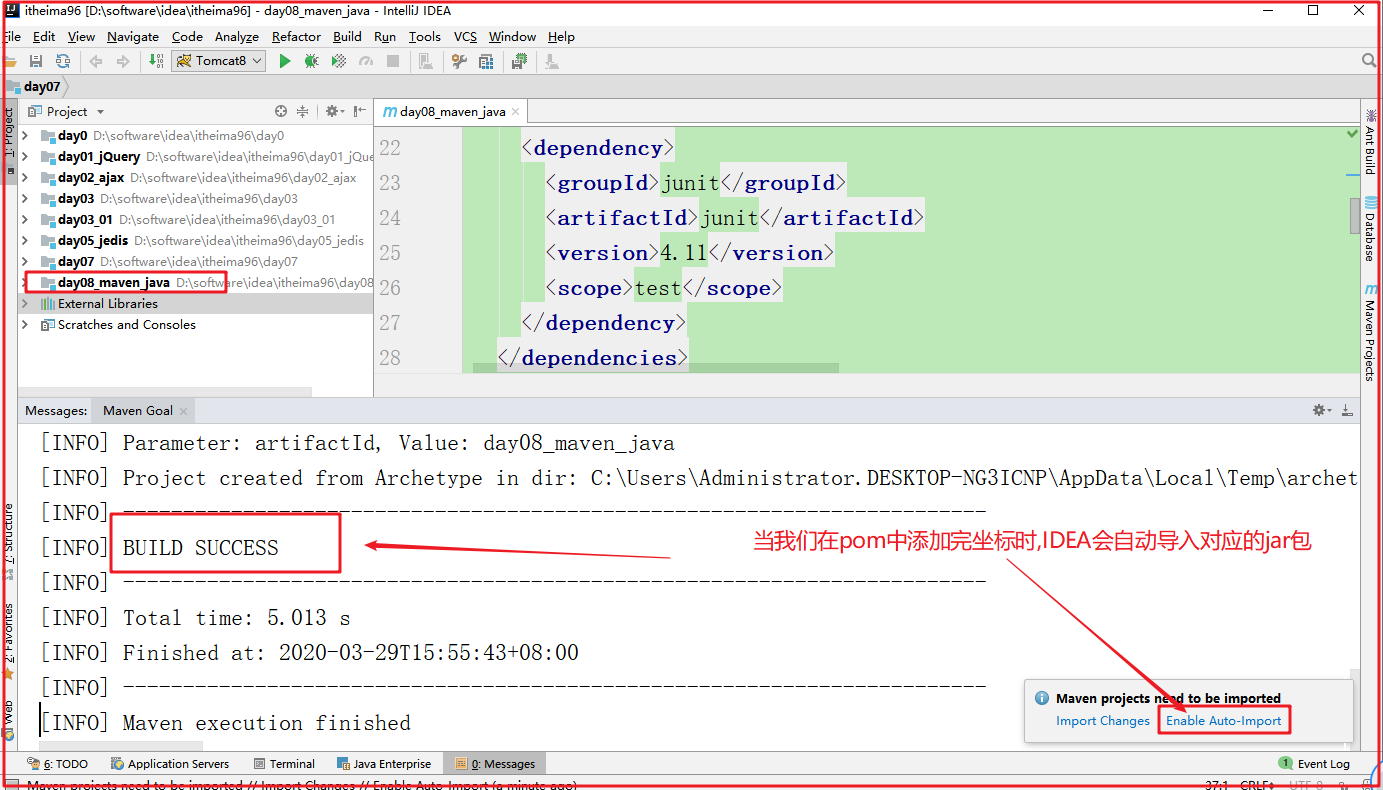 itheima96 [D:\software\idea\itheima96] - day08_maven_java - IntelliJ IDEA
File Edit View Navigate Code Analyze Refactor Build Run Tools VCS Window Help
Tomcat8
day07
1: Project
Project
day08_maven_java
day0 D:\software\idea\itheima96\day0
day01_jQuery D:\software\idea\itheima96\day01_jQue
day02_ajax D:\software\idea\itheima96\day02_ajax
day03 D:\software\idea\itheima96\day03
day03_01 D:\software\idea\itheima96\day03_01
day05_jedis D:\software\idea\itheima96\day05_jedis
day07 D:\software\idea\itheima96\day07
day08_maven_java D:\software\idea\itheima96\day08
External Libraries
Scratches and Consoles
22 <dependency>
23 <groupId>junit</groupId>
24 <artifactId>junit</artifactId>
25 <version>4.11</version>
26 <scope>test</scope>
27 </dependency>
28 </dependencies>
Ant Build
Database
Maven Projects
Messages: Maven Goal
[INFO] Parameter: artifactId, Value: day08_maven_java
[INFO] Project created from Archetype in dir: C:\Users\Administrator.DESKTOP-NG3ICNP\AppData\Local\Temp\archet
[INFO] ------------------------------------------------------------------------
[INFO] BUILD SUCCESS
[INFO] ------------------------------------------------------------------------
[INFO] Total time: 5.013 s
[INFO] Finished at: 2020-03-29T15:55:43+08:00
[INFO] ------------------------------------------------------------------------
[INFO] Maven execution finished
当我们在pom中添加完坐标时,IDEA会自动导入对应的jar包
Maven projects need to be imported
Import Changes Enable Auto-Import
7: Structure
2: Favorites
Web
6: TODO Application Servers Terminal Java Enterprise 0: Messages 1 Event Log
Maven projects need to be imported // Import Changes // Enable Auto-Import (a minute ago) 37:1 CRLF UTF-8